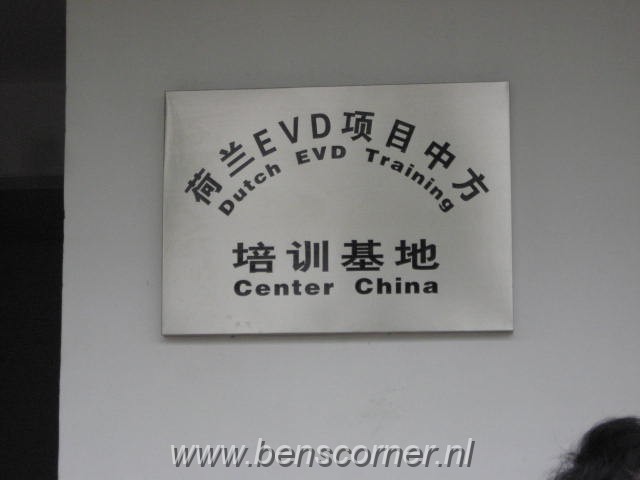 荷兰EVD项目中方
Dutch EVD Training
培训基地
Center China
www.benscorner.nl